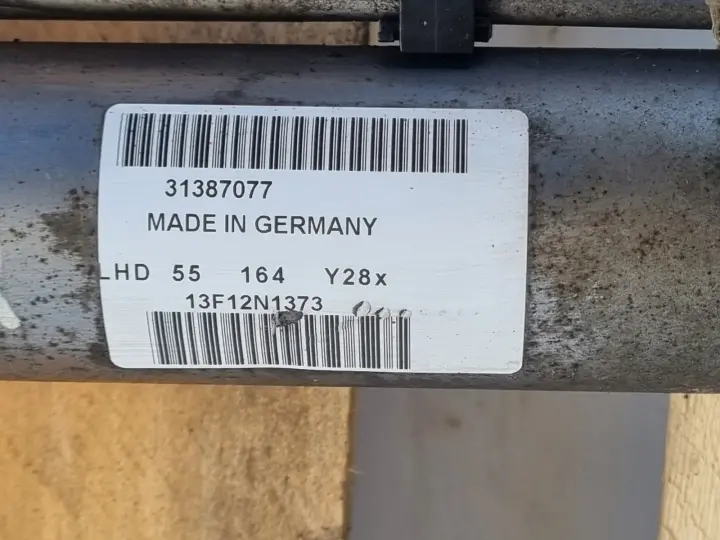 31387077
MADE IN GERMANY
LHD 55 164 Y28x
13F12N1373